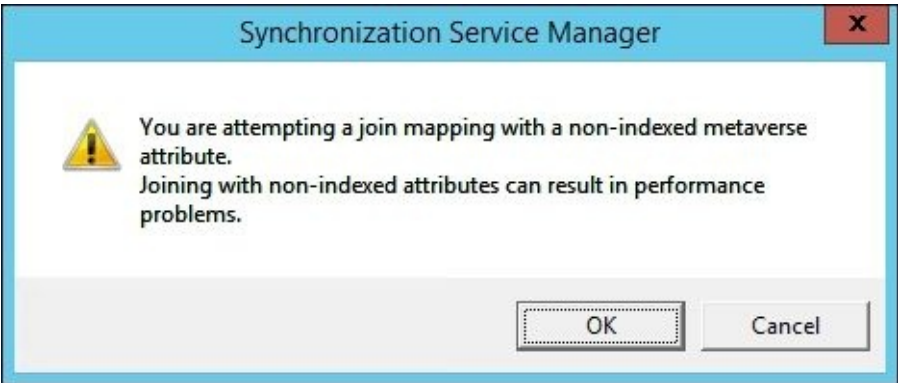 Synchronization Service Manager
x
You are attempting a join mapping with a non-indexed metaverse
attribute.
Joining with non-indexed attributes can result in performance
problems.
OK
Cancel